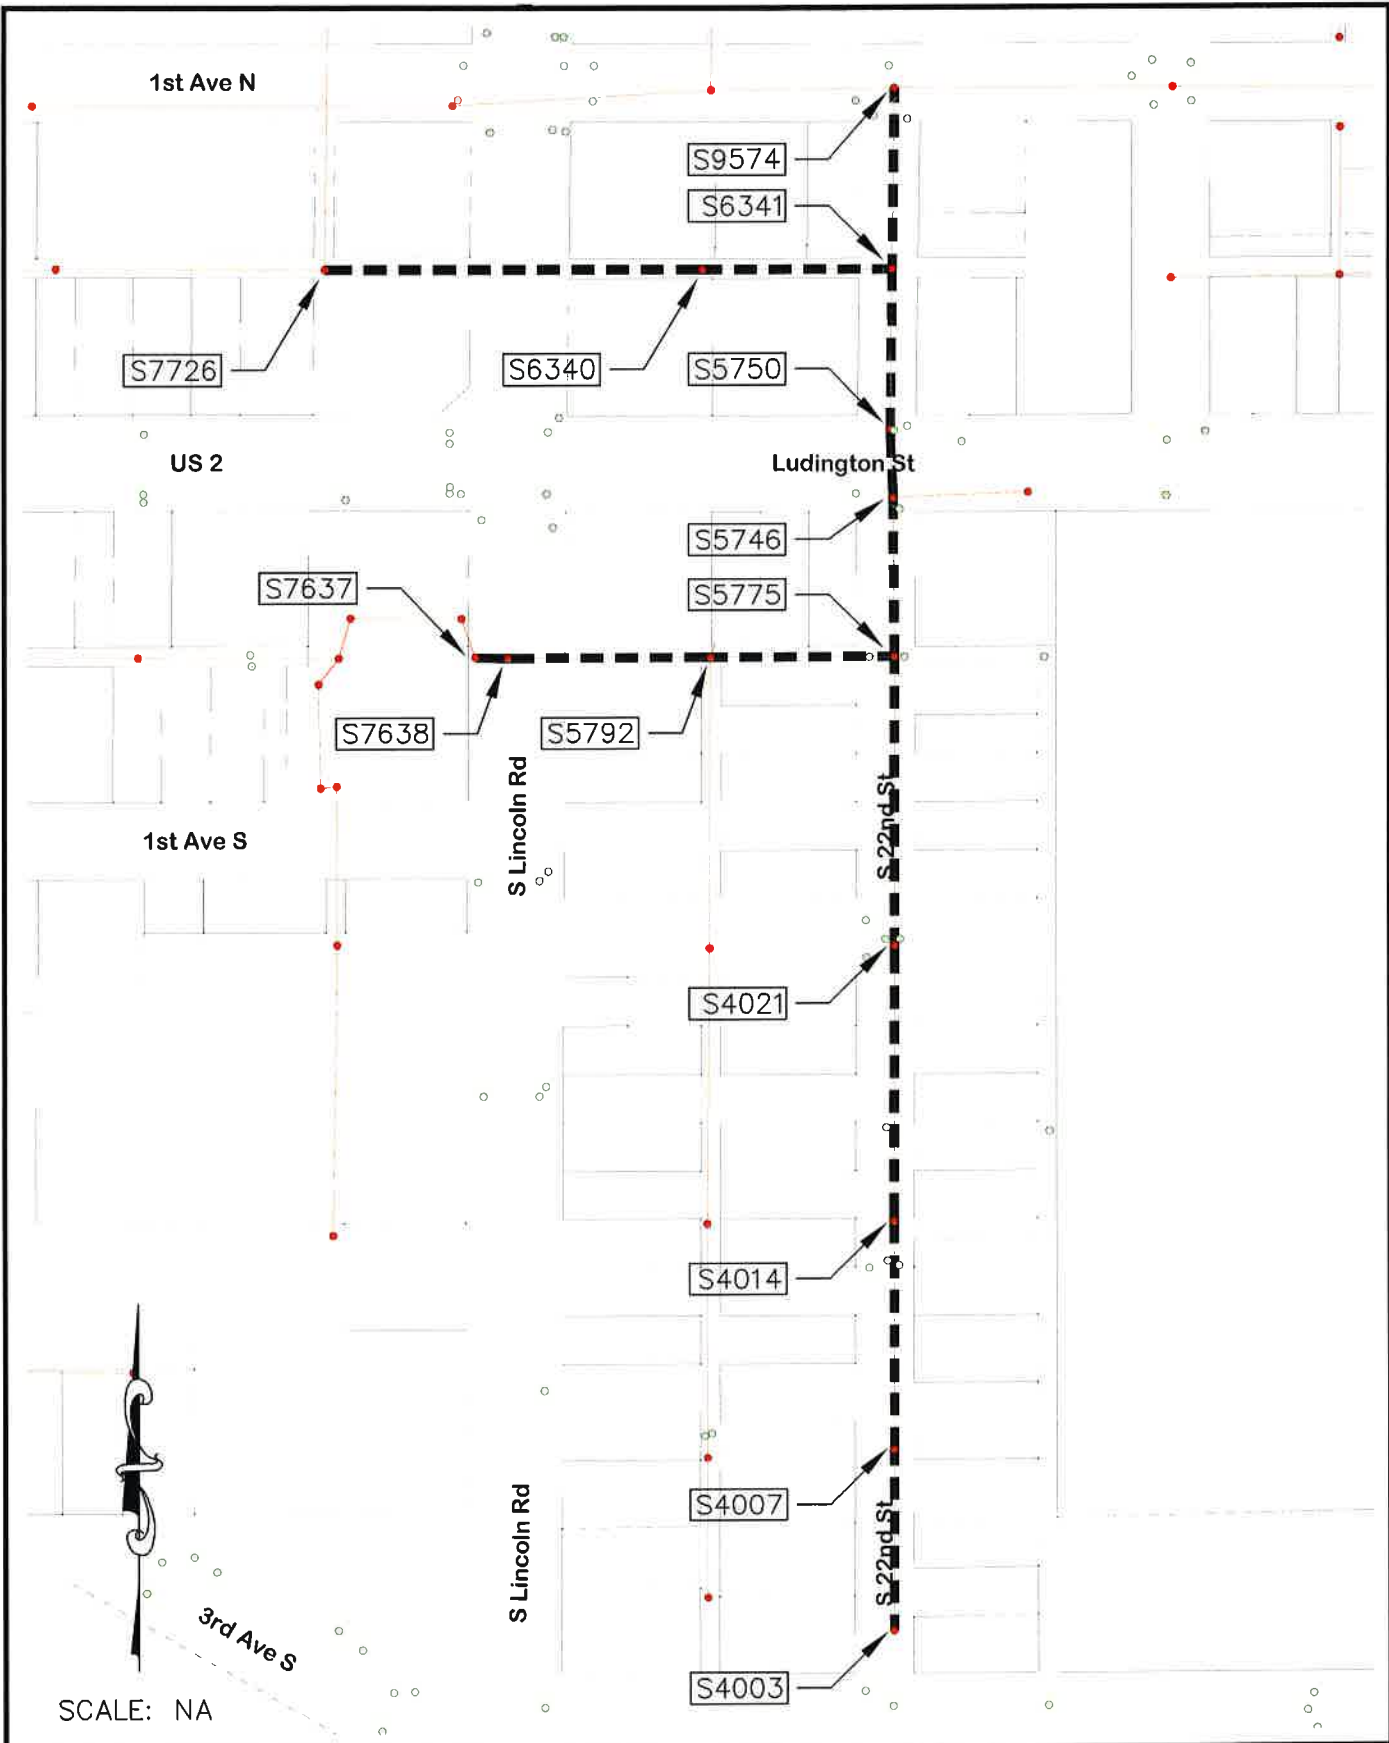 1st Ave N
S9574
S6341
S7726
S6340
S5750
US 2
Ludington St
S5746
S7637
S5775
S7638
S5792
S Lincoln Rd
S 22nd St
1st Ave S
S4021
S4014
S4007
S Lincoln Rd
S 22nd St
3rd Ave S
S4003
SCALE: NA